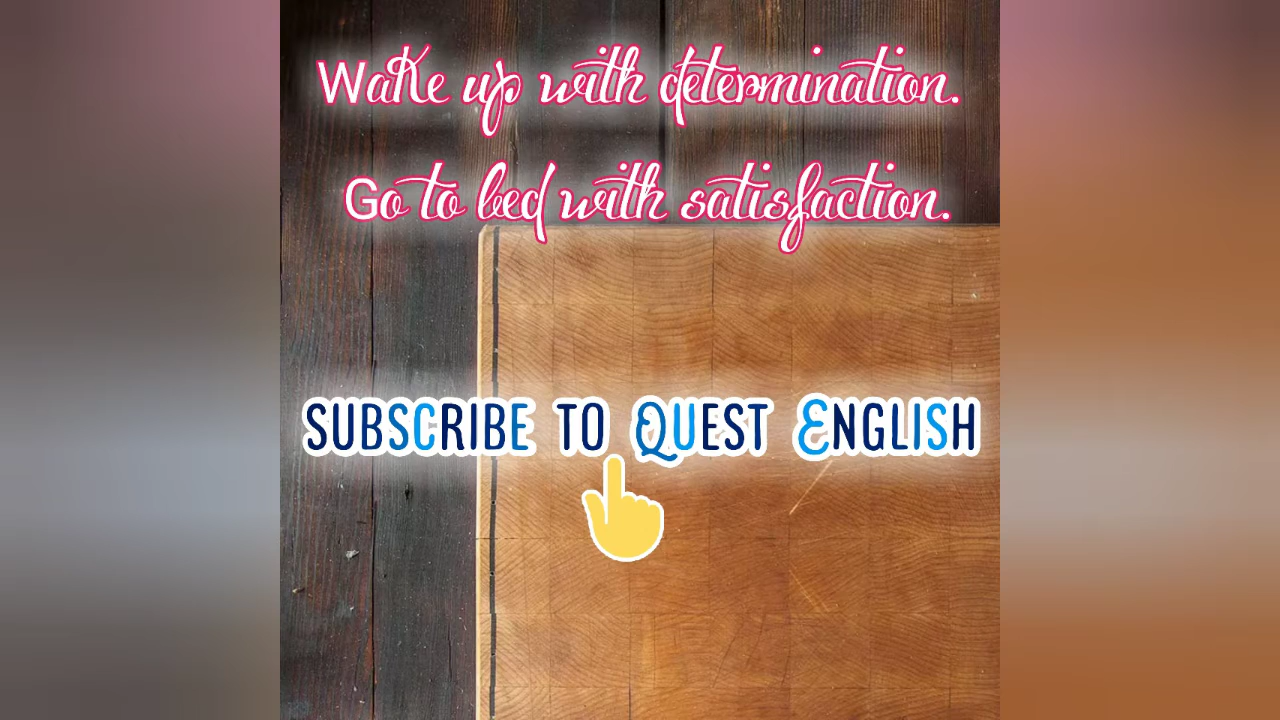 Wake up with determination.
Go to bed with satisfaction.
SUBSCRIBE TO QUEST ENGLISH